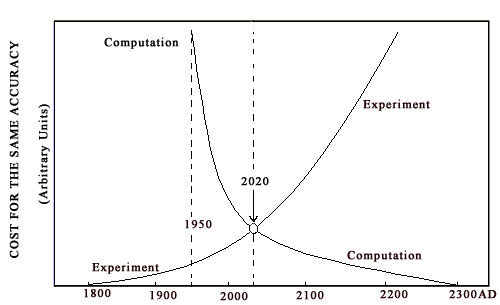 COST FOR THE SAME ACCURACY
(Arbitrary Units)
Computation
Experiment
2020
1950
Computation
Experiment
1800
1900
2000
2100
2200
2300AD